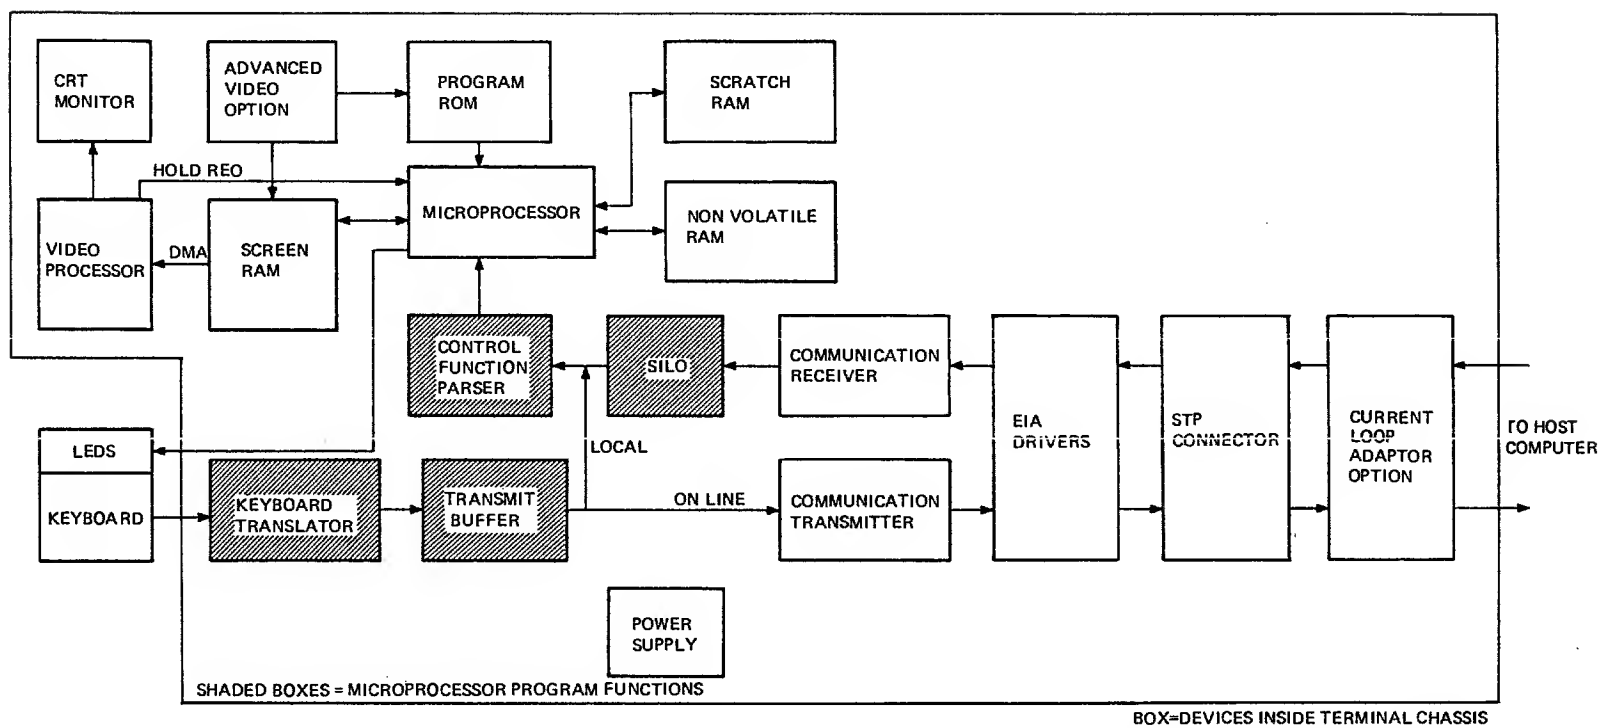 CRT
MONITOR
ADVANCED
VIDEO
OPTION
PROGRAM
ROM
SCRATCH
RAM
HOLD REO
MICROPROCESSOR
NON VOLATILE
RAM
VIDEO
PROCESSOR
DMA
SCREEN
RAM
CONTROL
FUNCTION
PARSER
SILO
COMMUNICATION
RECEIVER
EIA
DRIVERS
STP
CONNECTOR
CURRENT
LOOP
ADAPTOR
OPTION
TO HOST
COMPUTER
LEDS
KEYBOARD
LOCAL
KEYBOARD
TRANSLATOR
TRANSMIT
BUFFER
ON LINE
COMMUNICATION
TRANSMITTER
POWER
SUPPLY
SHADED BOXES = MICROPROCESSOR PROGRAM FUNCTIONS
BOX=DEVICES INSIDE TERMINAL CHASSIS